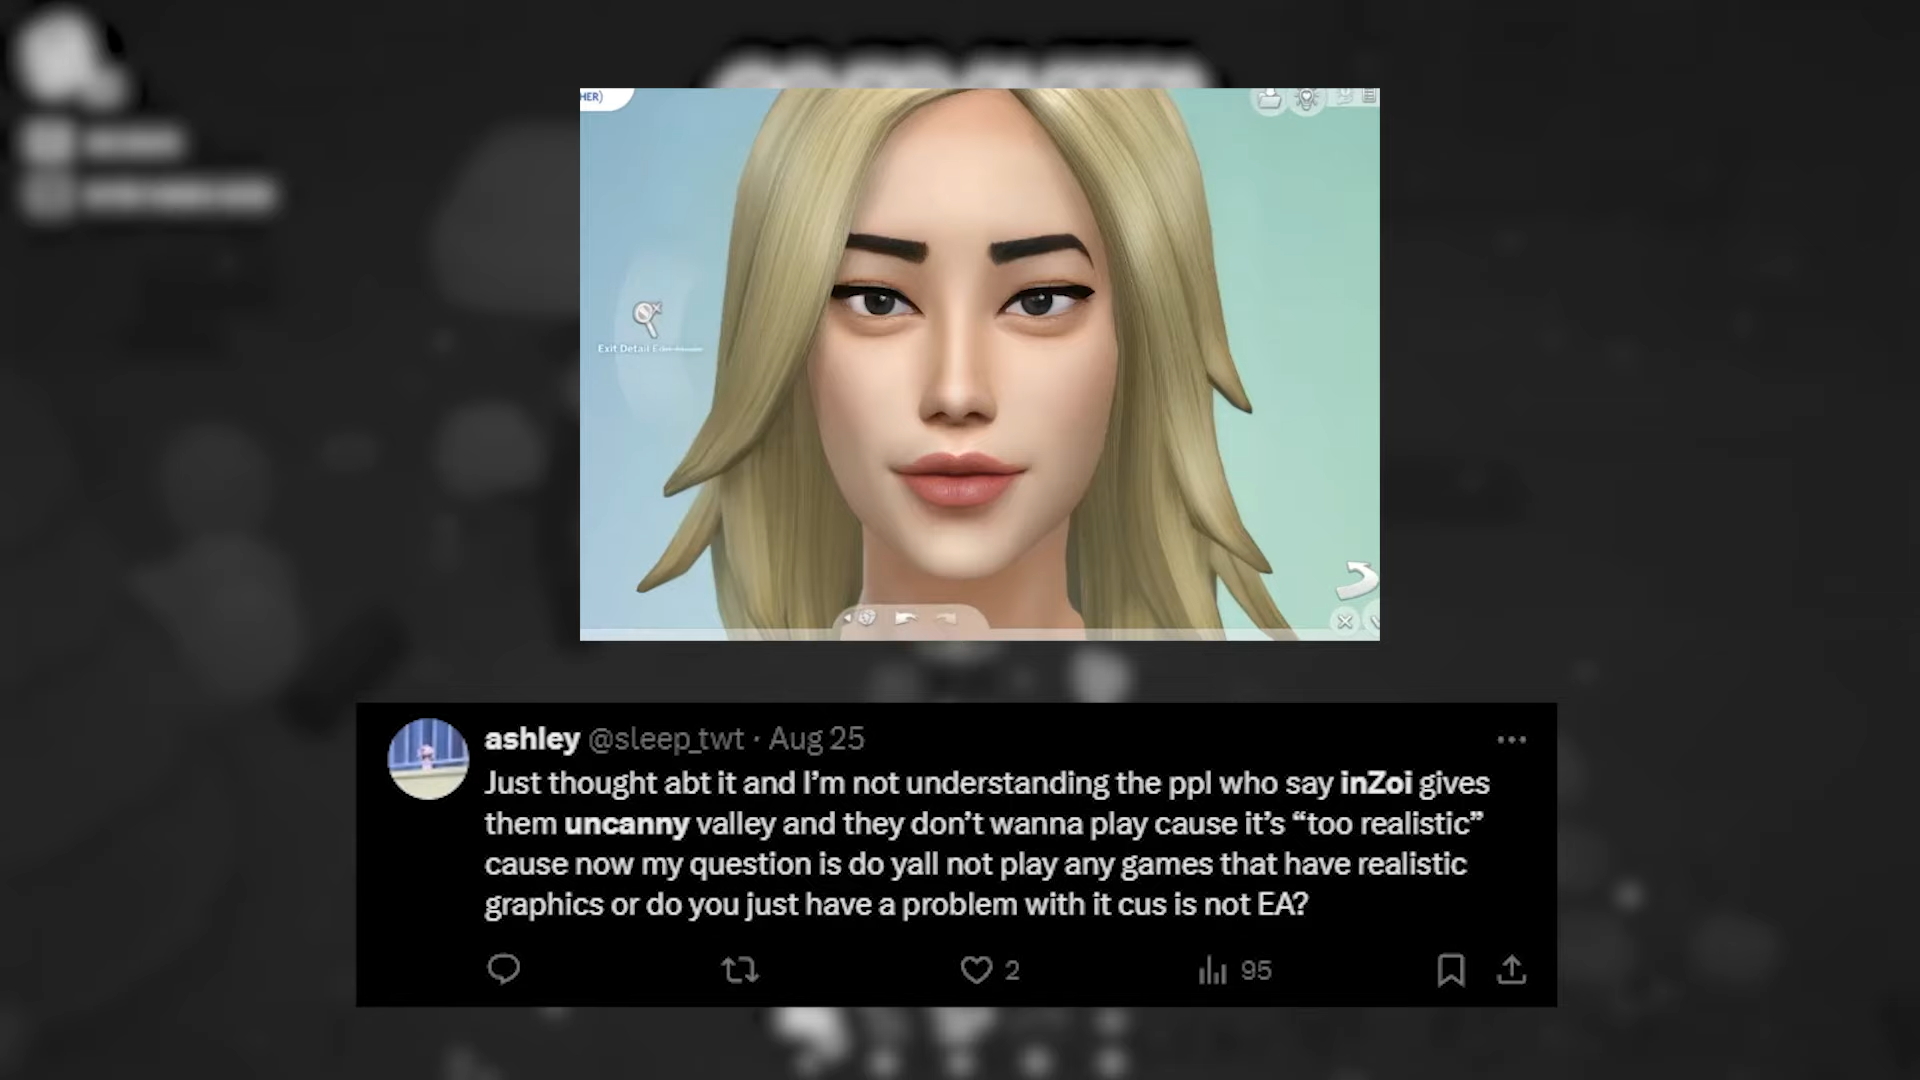 HER)
Exit Detail
ashley @sleep_twt · Aug 25
Just thought abt it and I’m not understanding the ppl who say inZoi gives
them uncanny valley and they don’t wanna play cause it’s “too realistic”
cause now my question is do yall not play any games that have realistic
graphics or do you just have a problem with it cus is not EA?
2
95